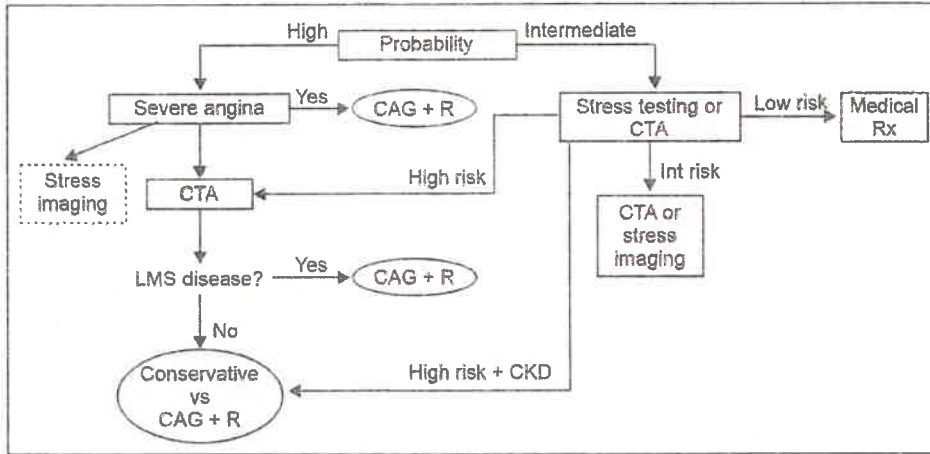 High
Probability
Intermediate
Severe angina
Yes
CAG + R
Stress testing or
CTA
Low risk
Medical
Rx
Stress
imaging
CTA
High risk
Int risk
CTA or
stress
imaging
LMS disease?
Yes
CAG + R
No
Conservative
vs
CAG + R
High risk + CKD